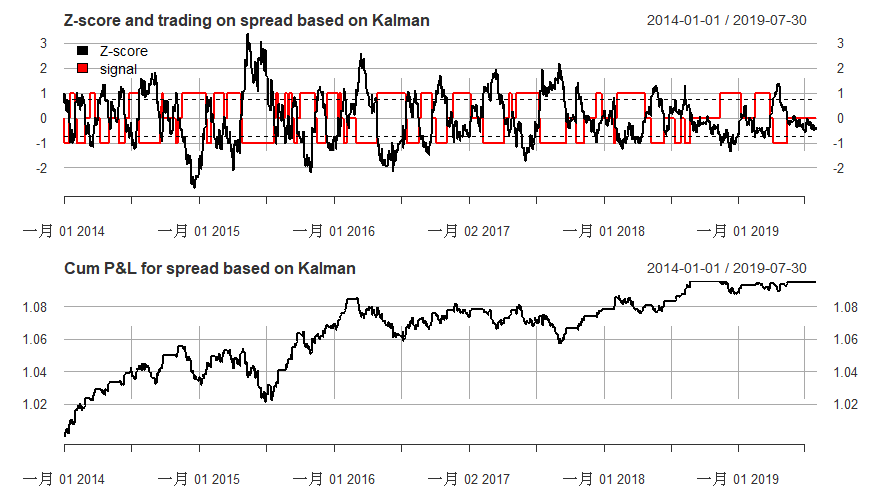 Z-score and trading on spread based on Kalman 2014-01-01 / 2019-07-30
Z-score
signal
3 3
2 2
1 1
0 0
-1 -1
-2 -2
一月 01 2014 一月 01 2015 一月 01 2016 一月 02 2017 一月 01 2018 一月 01 2019
Cum P&L for spread based on Kalman 2014-01-01 / 2019-07-30
1.08 1.08
1.06 1.06
1.04 1.04
1.02 1.02
一月 01 2014 一月 01 2015 一月 01 2016 一月 02 2017 一月 01 2018 一月 01 2019